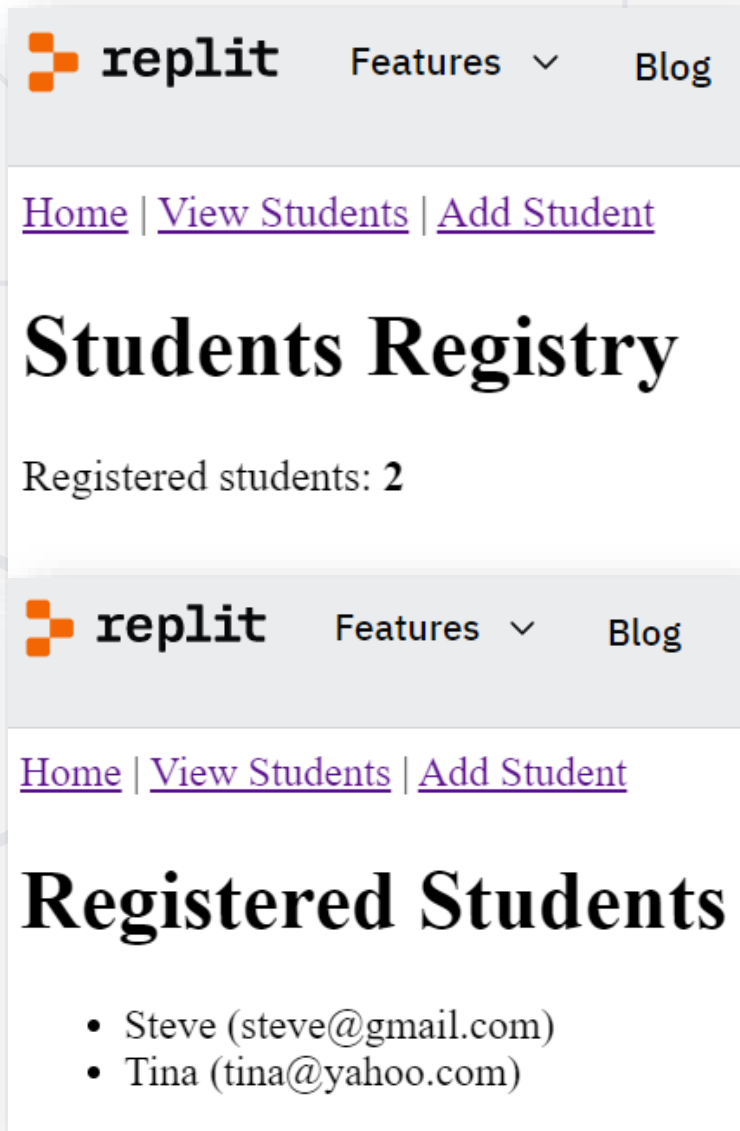 replit Features Blog
Home | View Students | Add Student
Students Registry
Registered students: 2
replit Features Blog
Home | View Students | Add Student
Registered Students
• Steve (steve@gmail.com)
• Tina (tina@yahoo.com)